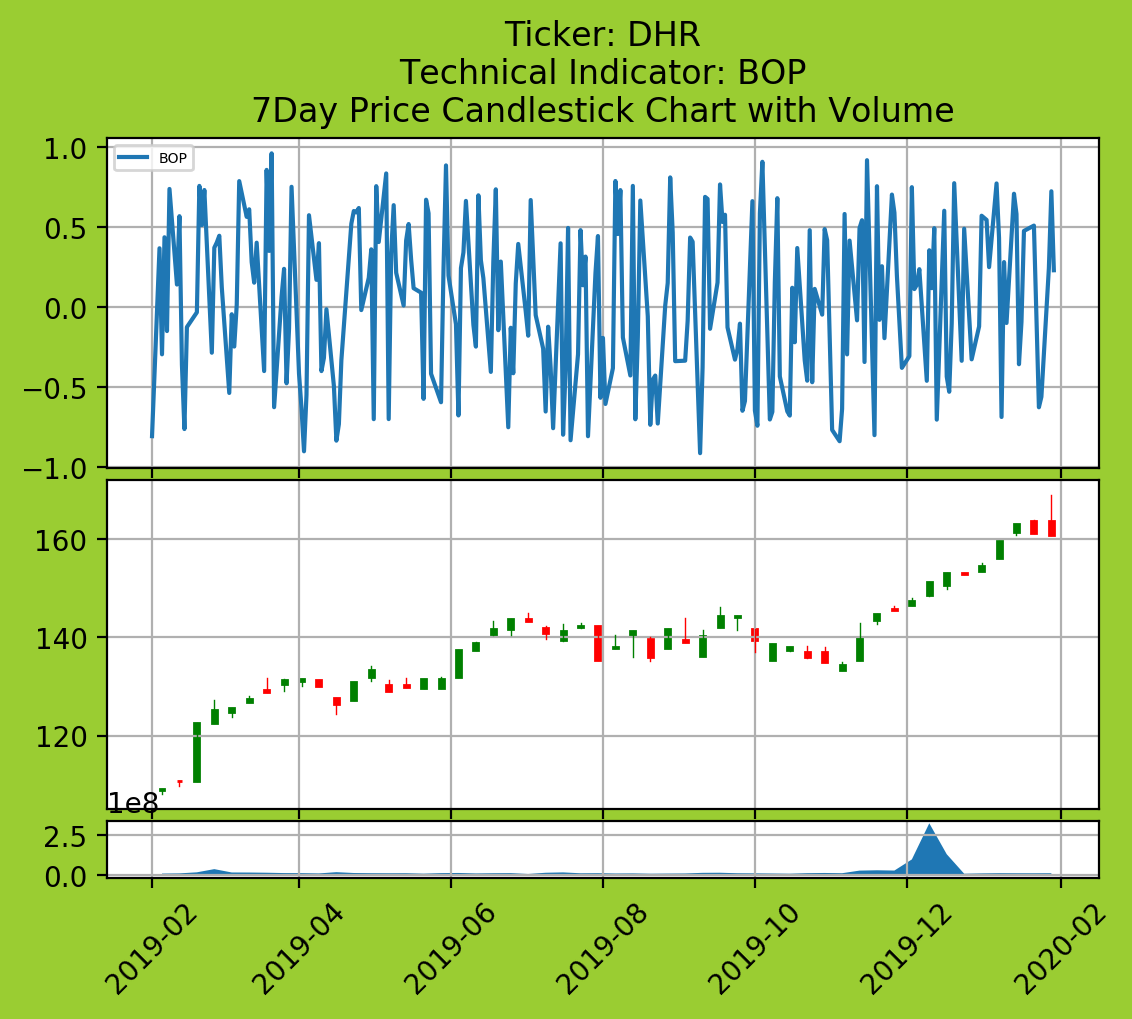 Ticker: DHR
Technical Indicator: BOP
7Day Price Candlestick Chart with Volume
1.0
BOP
0.5
0.0
−0.5
−1.0
160
140
120
1e8
2.5
0.0
2019-02 2019-04 2019-06 2019-08 2019-10 2019-12 2020-02